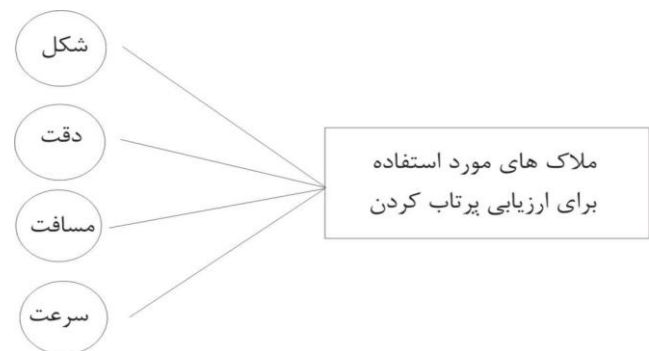 ملاک های مورد استفاده
برای ارزیابی پرتاب کردن
شکل
دقت
مسافت
سرعت